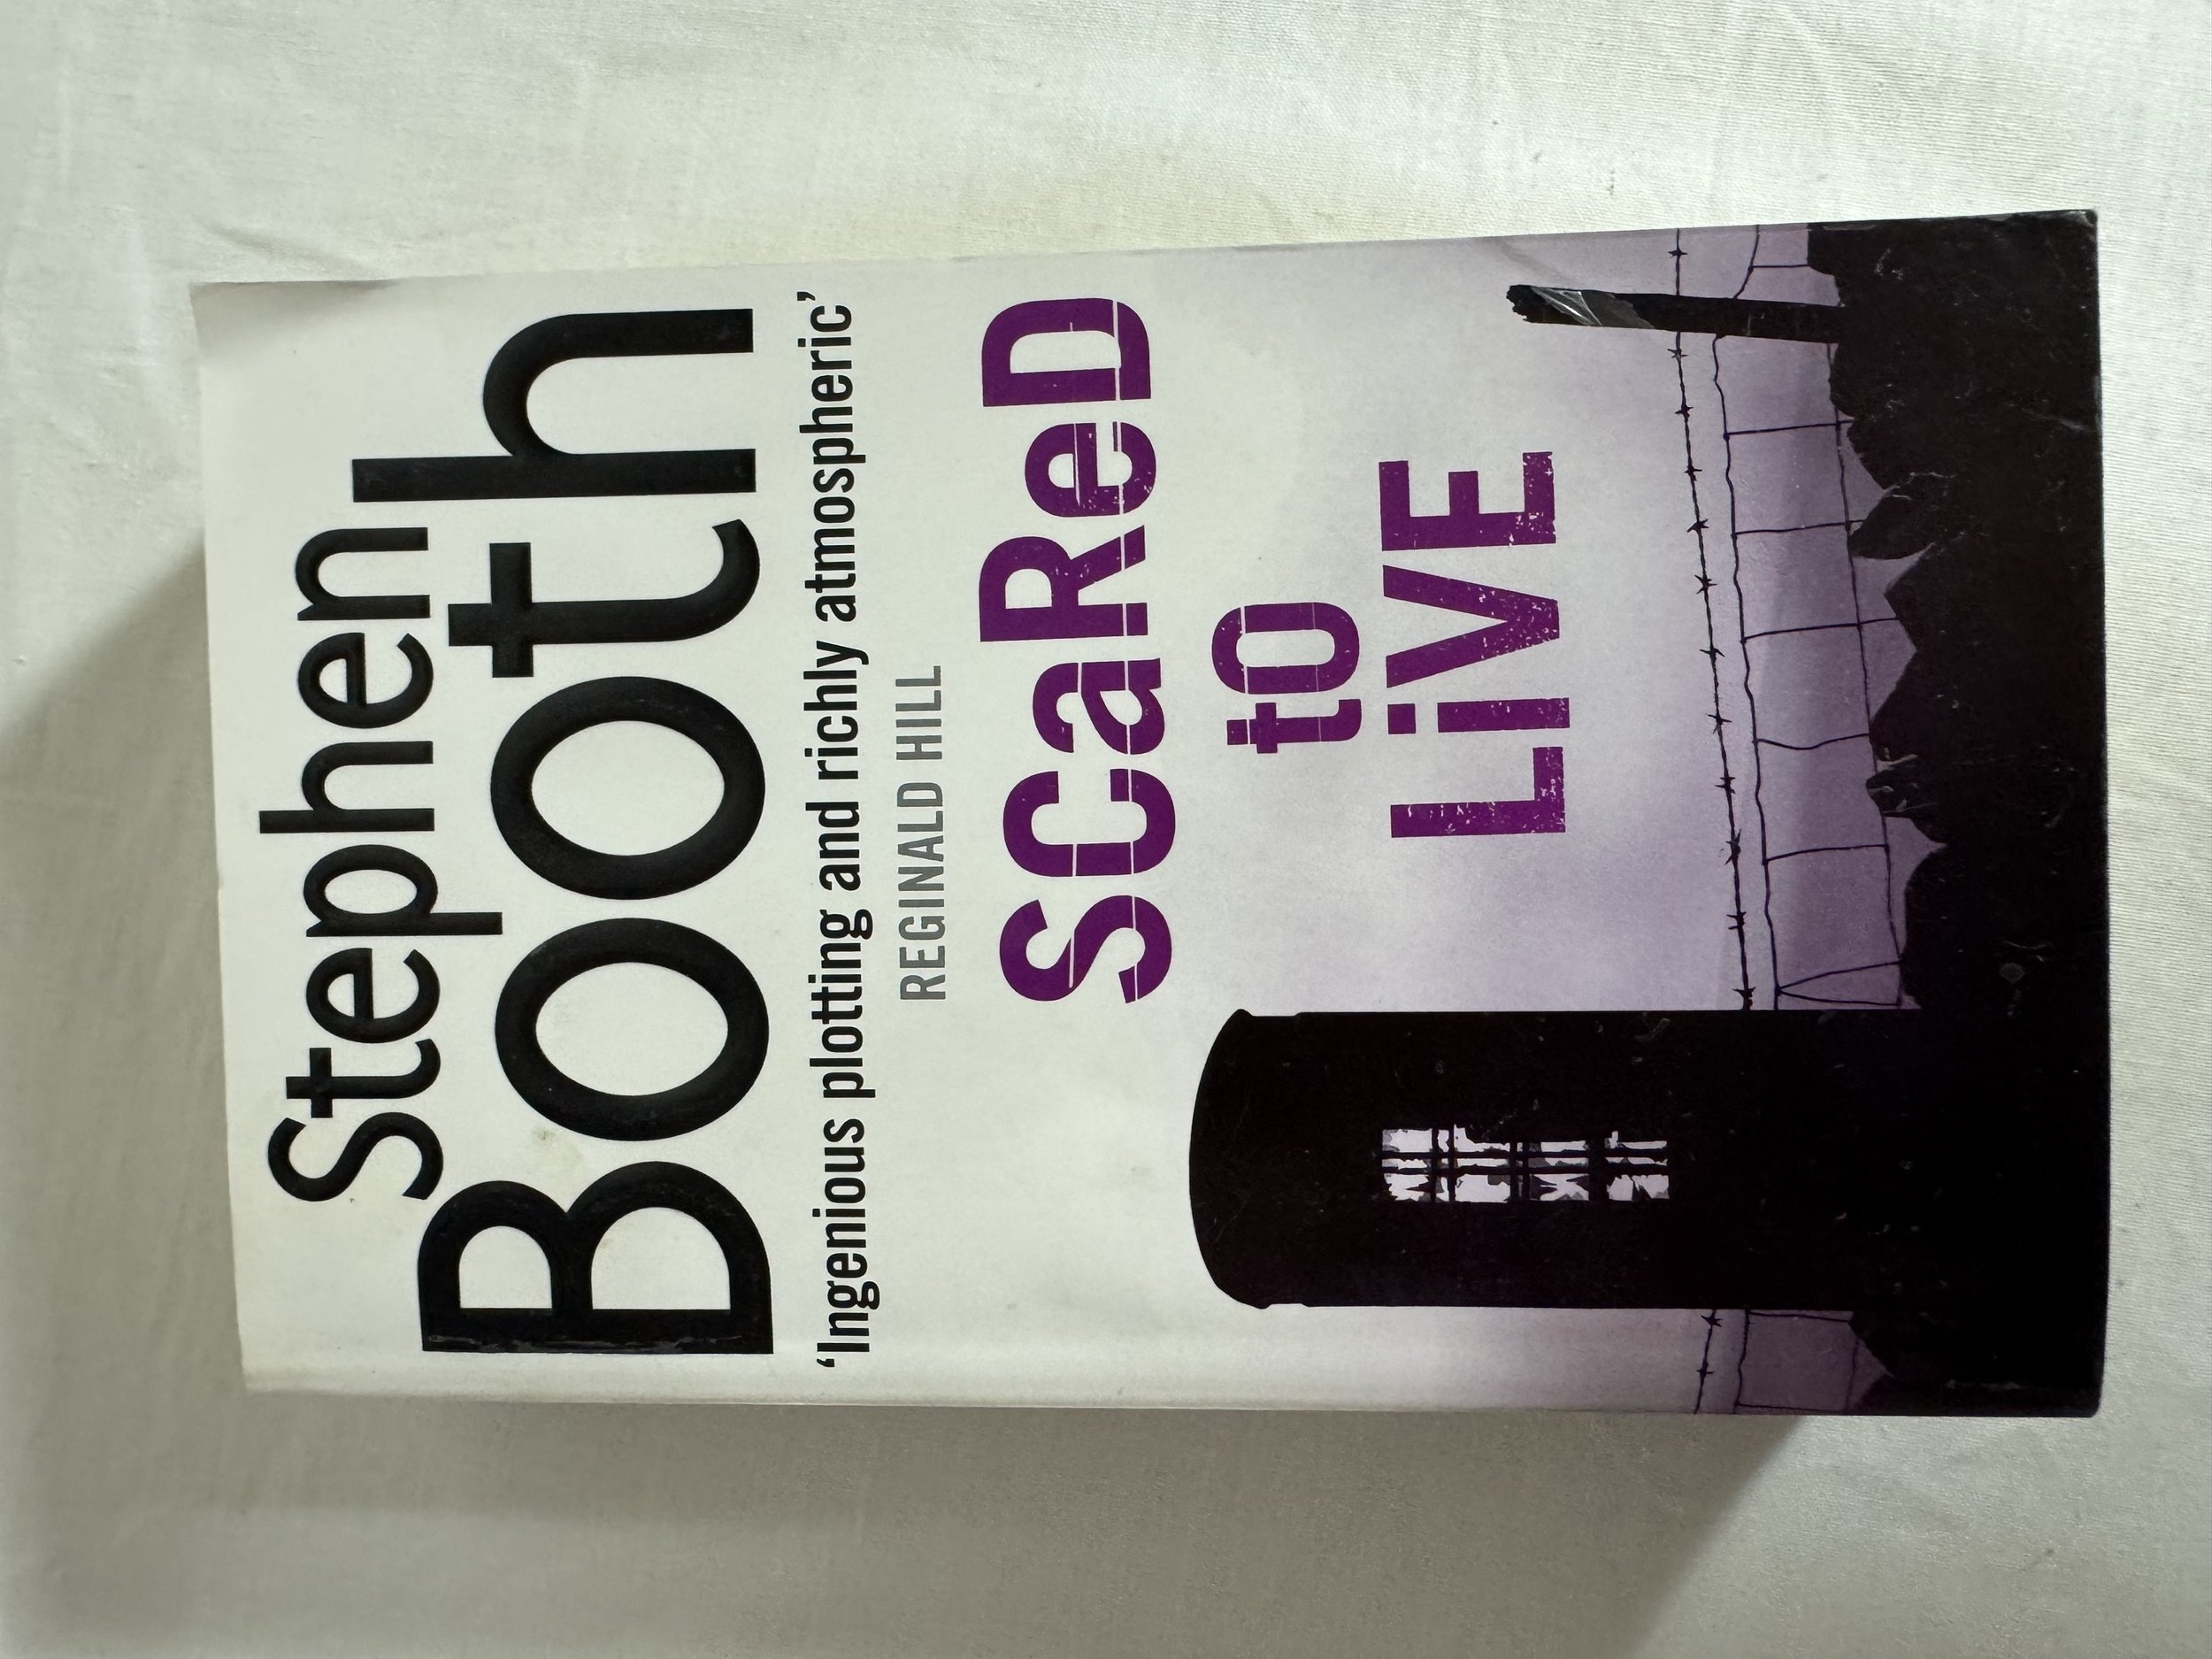 Stephen
Booth
‘Ingenious plotting and richly atmospheric’
REGINALD HILL
SCaReD
tO
LiVE